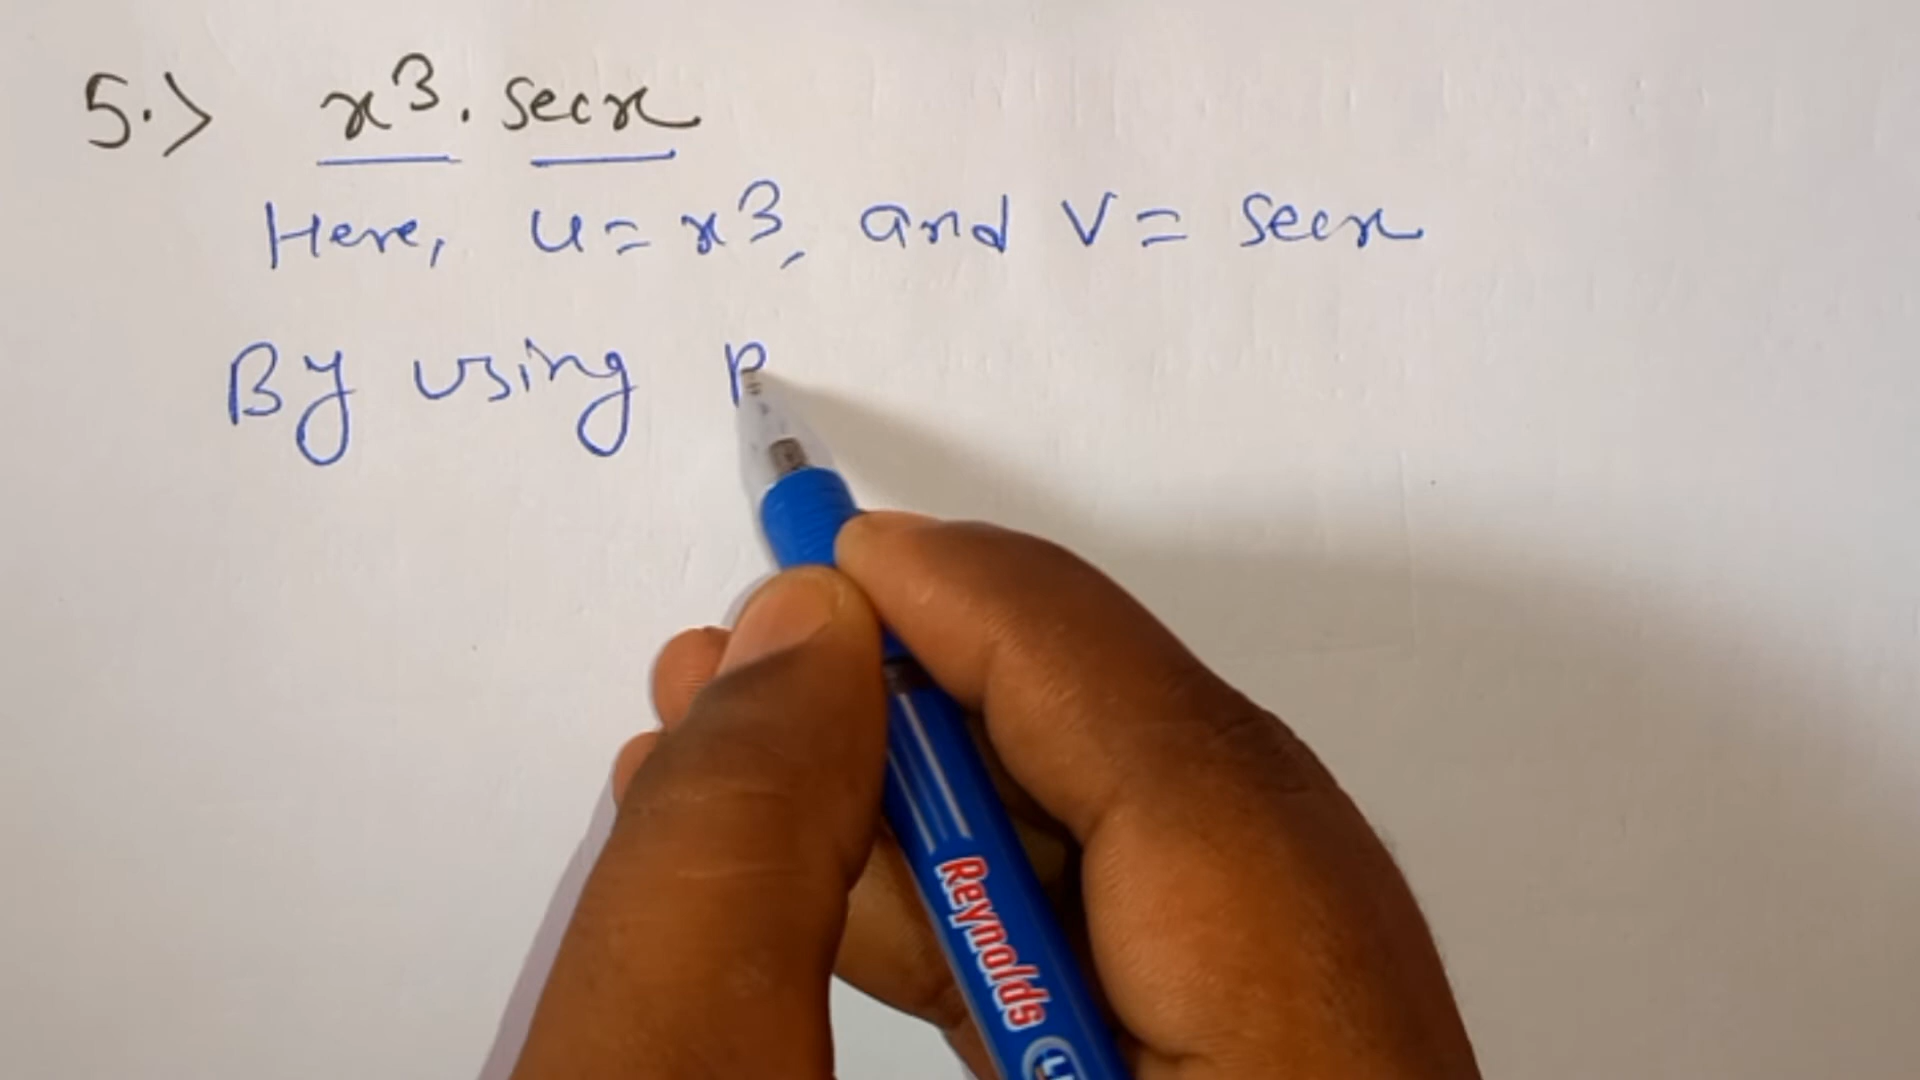 5.> x³. secx
Here, u = x³, and v = secx
By using P
Reynolds